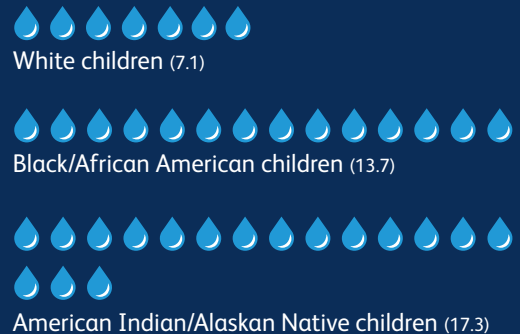 White children (7.1)
Black/African American children (13.7)
American Indian/Alaskan Native children (17.3)